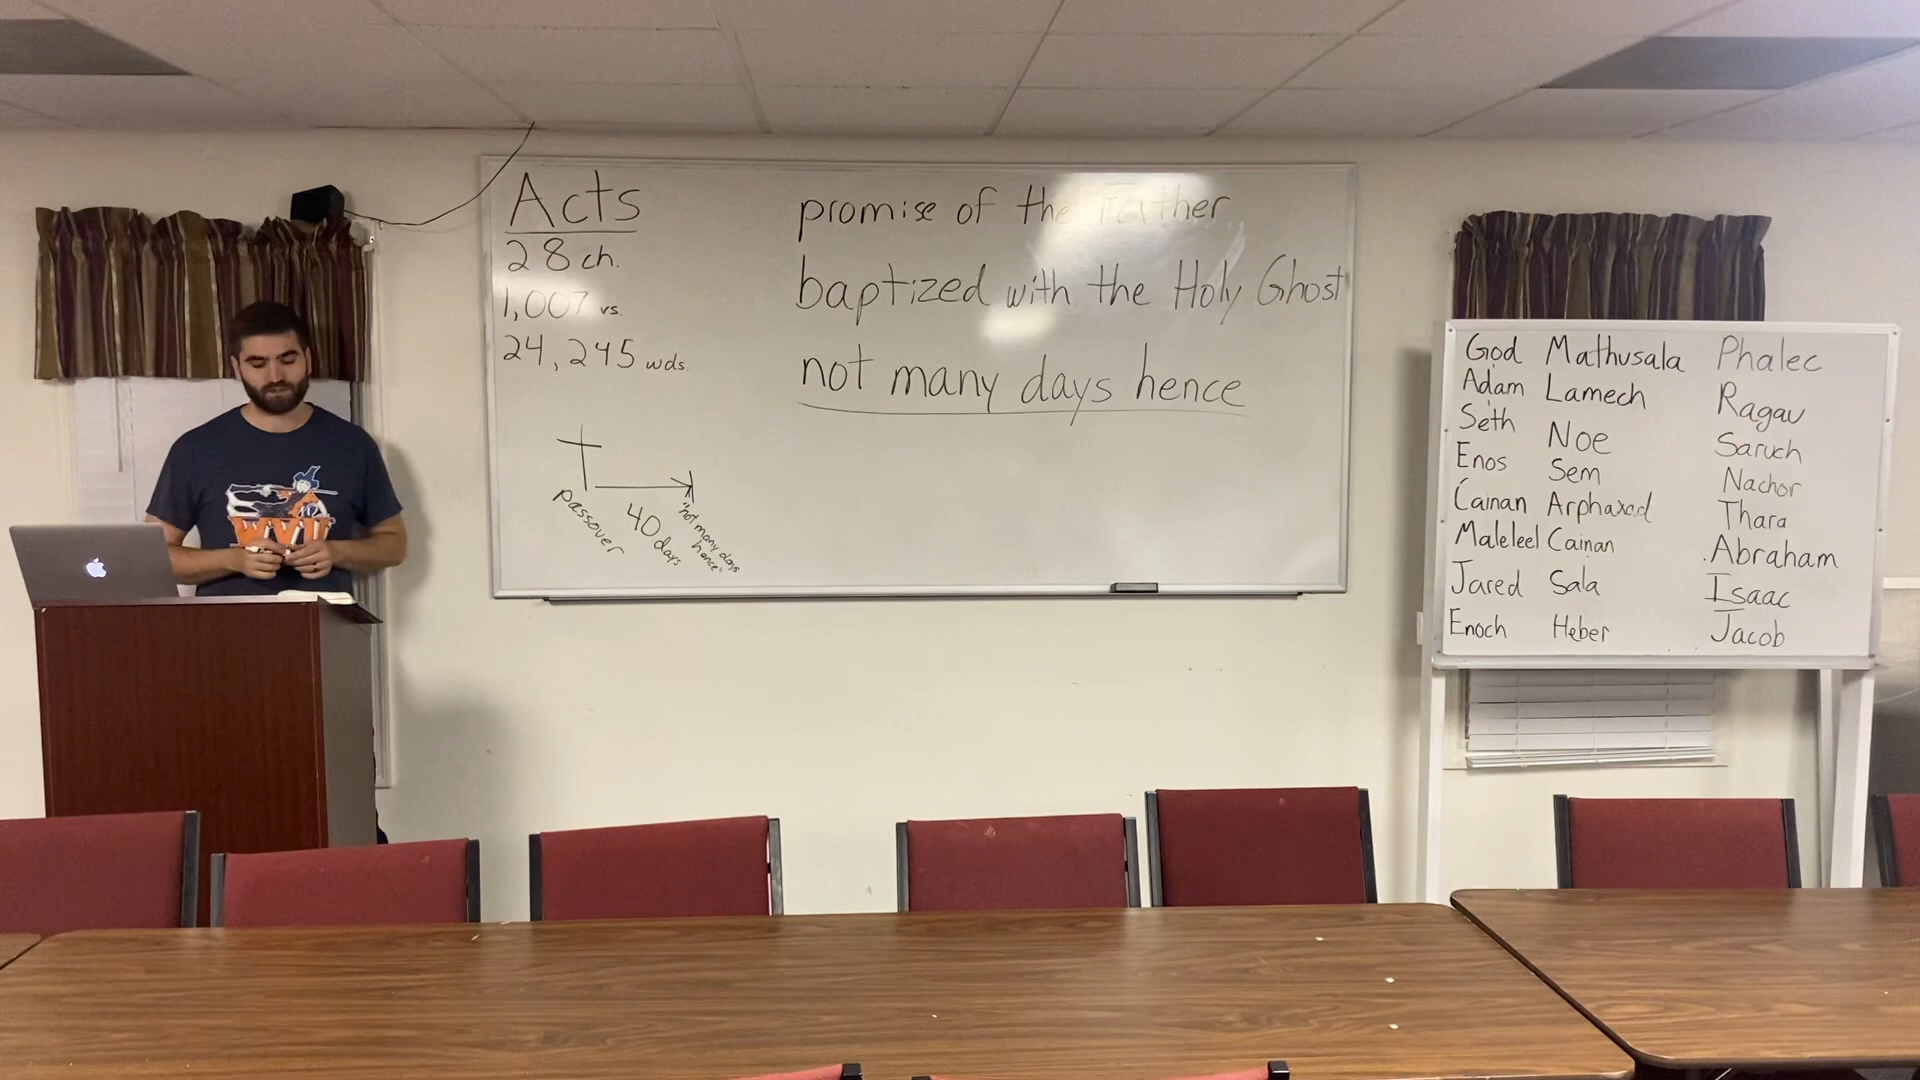 Acts
28 ch.
1,007 vs.
24,245 wds.
passover
40 days
"not many days
hence"
promise of the Father
baptized with the Holy Ghost
not many days hence
God
Adam
Seth
Enos
Cainan
Maleleel
Jared
Enoch
Mathusala
Lamech
Noe
Sem
Arphaxad
Cainan
Sala
Heber
Phalec
Ragau
Saruch
Nachor
Thara
Abraham
Isaac
Jacob